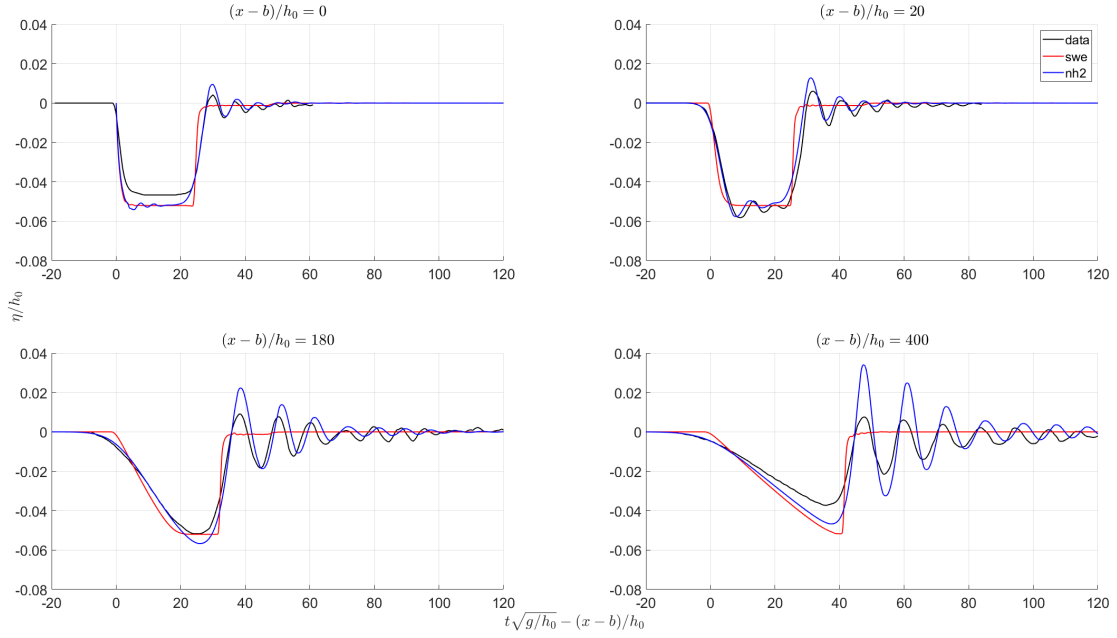 (x − b)/h₀ = 0
0.04
0.02
0
-0.02
-0.04
-0.06
-0.08
-20 0 20 40 60 80 100 120
(x − b)/h₀ = 20
data
swe
nh2
0.04
0.02
0
-0.02
-0.04
-0.06
-0.08
-20 0 20 40 60 80 100 120
η/h₀
(x − b)/h₀ = 180
0.04
0.02
0
-0.02
-0.04
-0.06
-0.08
-20 0 20 40 60 80 100 120
(x − b)/h₀ = 400
0.04
0.02
0
-0.02
-0.04
-0.06
-0.08
-20 0 20 40 60 80 100 120
t√(g/h₀) − (x − b)/h₀